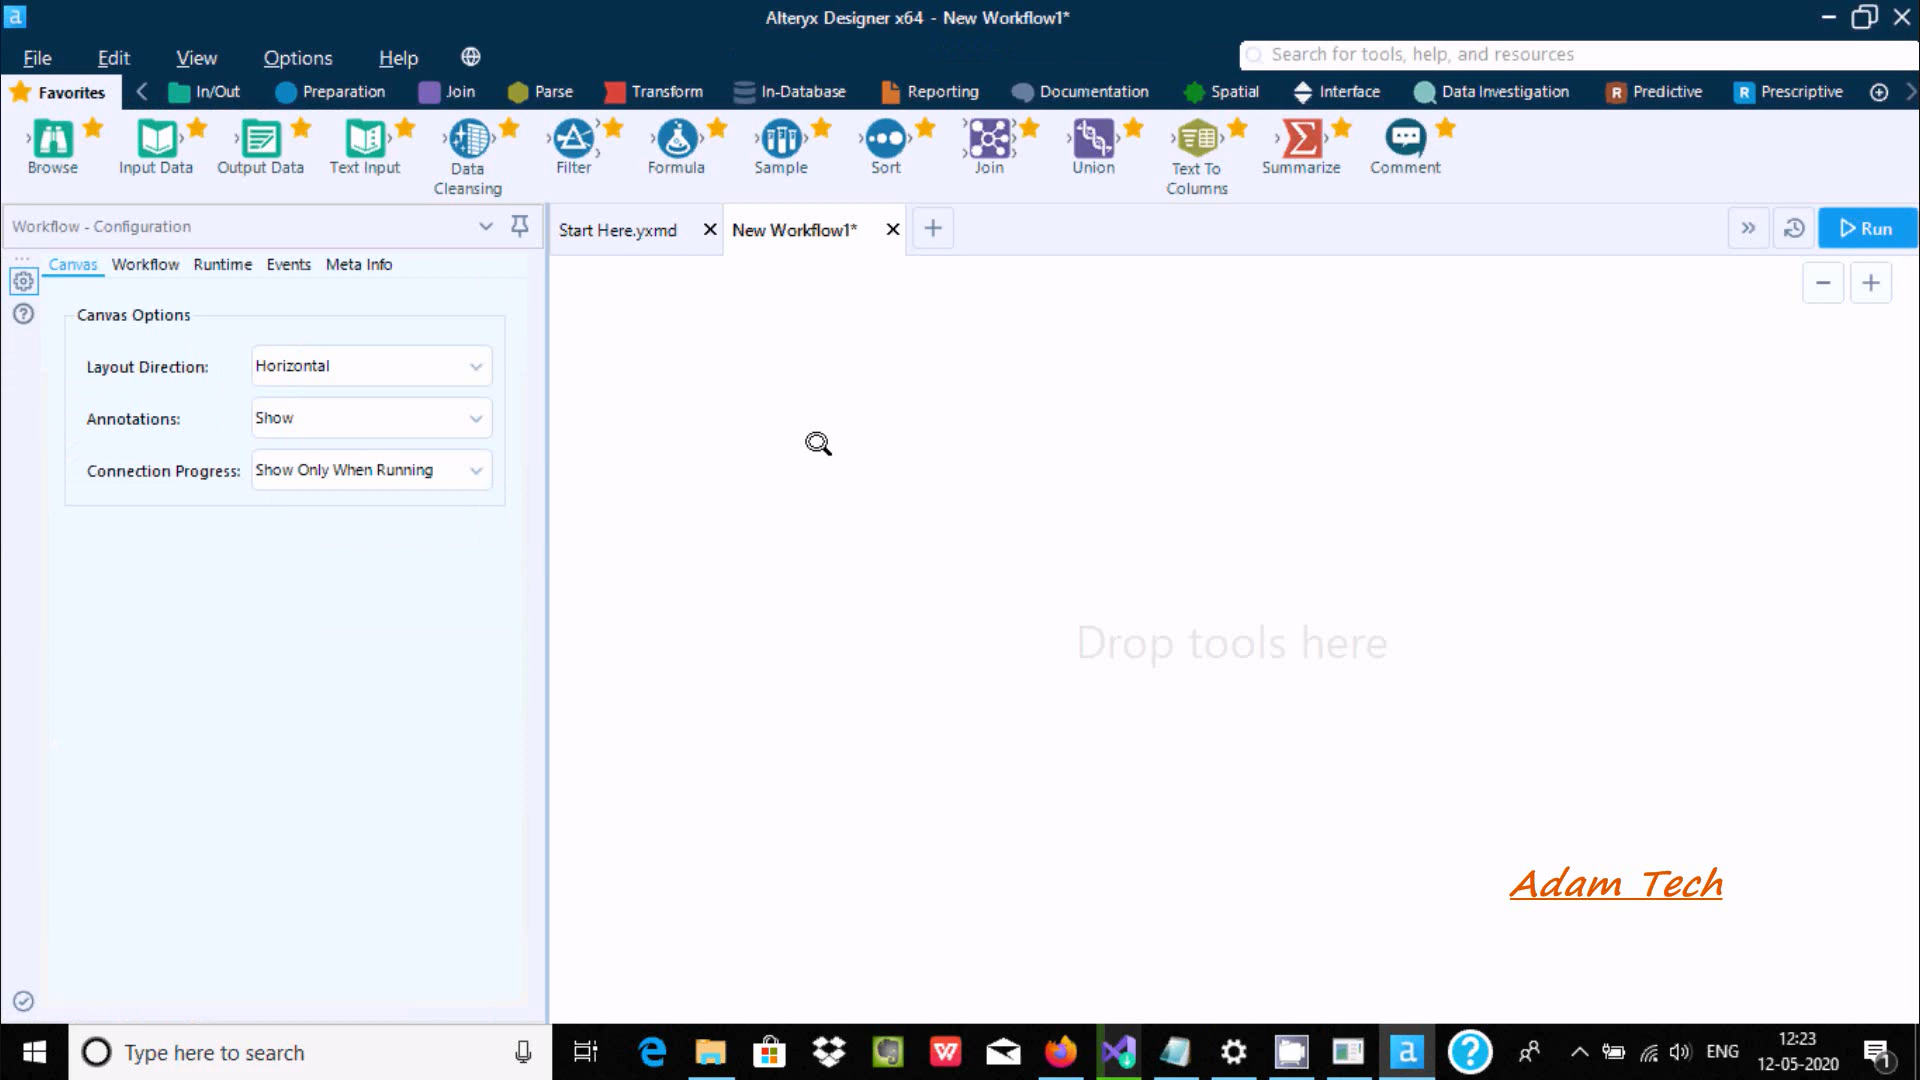 Alteryx Designer x64 - New Workflow1*
File Edit View Options Help
Search for tools, help, and resources
Favorites In/Out Preparation Join Parse Transform In-Database Reporting Documentation Spatial Interface Data Investigation R Predictive R Prescriptive
Browse Input Data Output Data Text Input Data Cleansing Filter Formula Sample Sort Join Union Text To Columns Summarize Comment
Workflow - Configuration
Start Here.yxmd New Workflow1*
Run
Canvas Workflow Runtime Events Meta Info
Canvas Options
Layout Direction: Horizontal
Annotations: Show
Connection Progress: Show Only When Running
Drop tools here
Adam Tech
Type here to search
ENG
12:23
12-05-2020
1